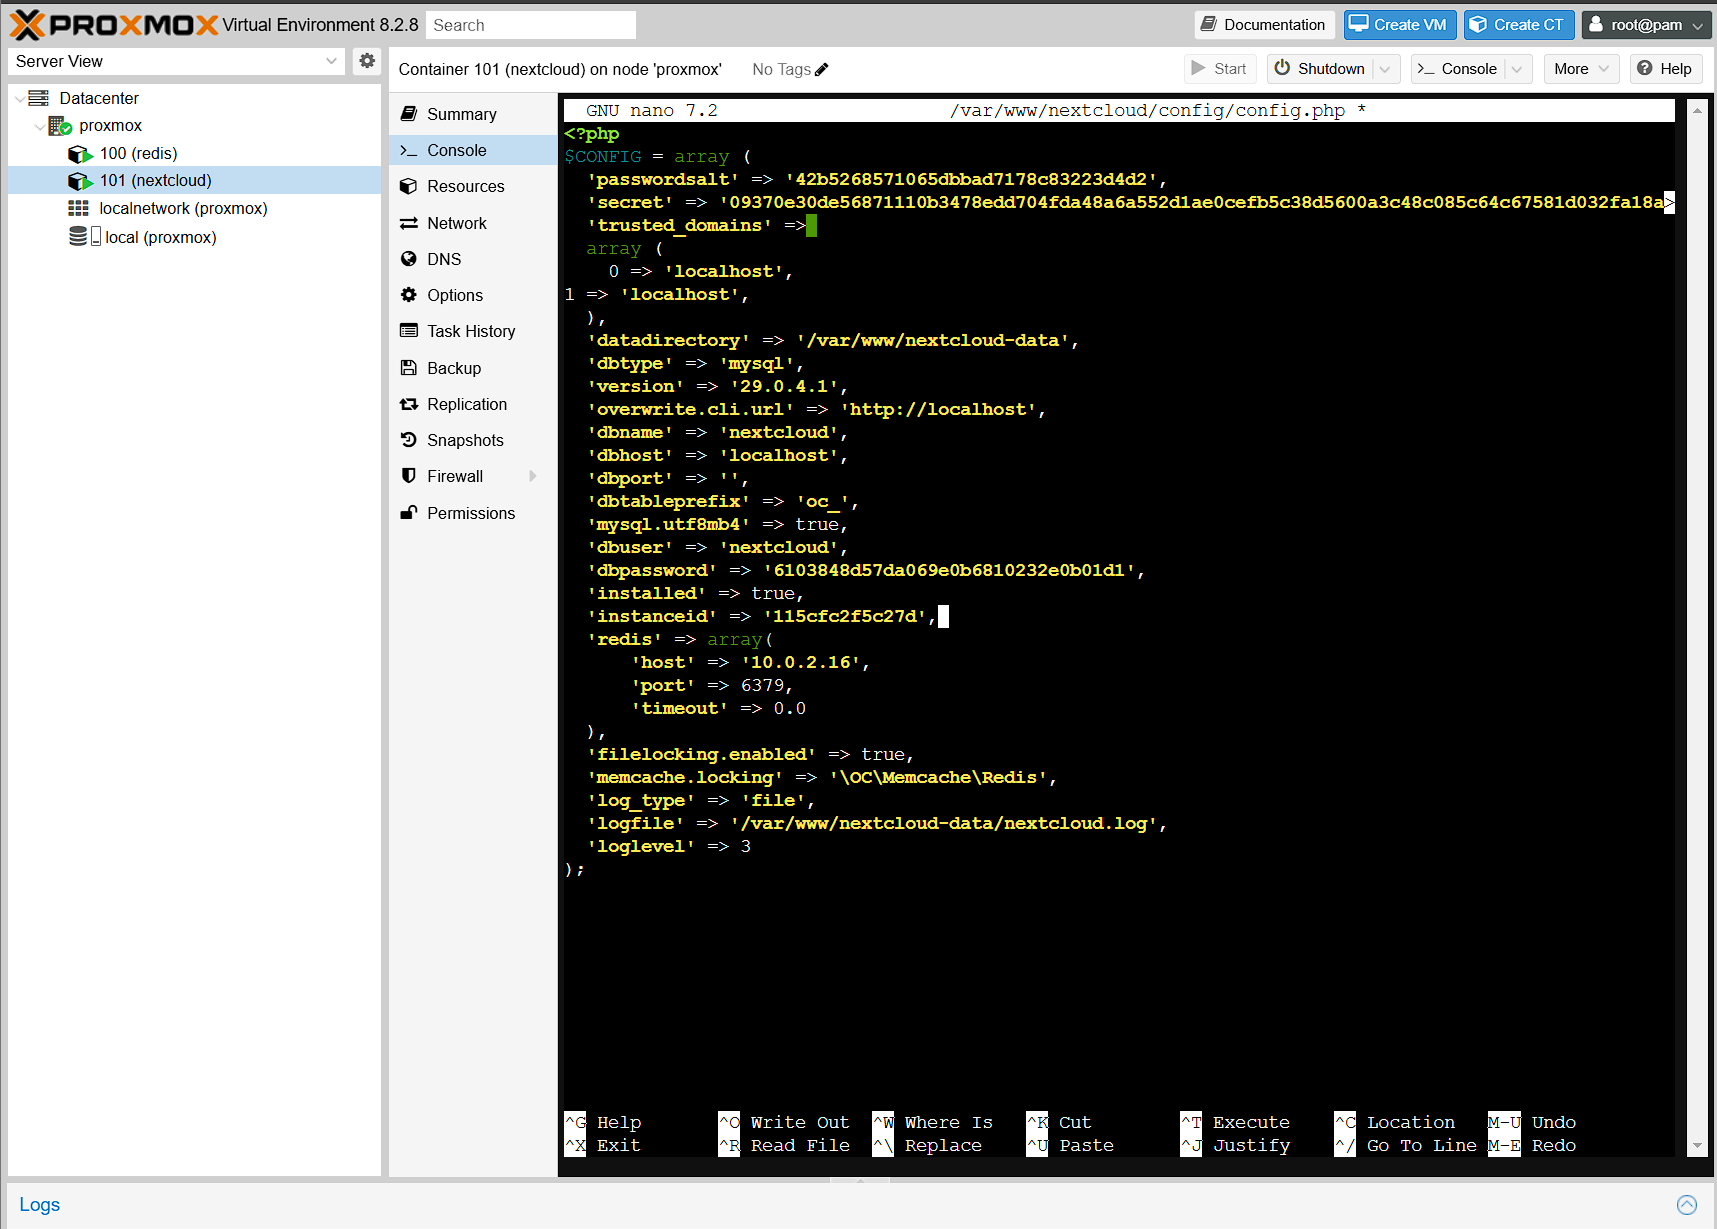 PROXMOX Virtual Environment 8.2.8 Search Documentation Create VM Create CT root@pam
Server View
Container 101 (nextcloud) on node 'proxmox' No Tags Start Shutdown Console More Help
Datacenter
proxmox
100 (redis)
101 (nextcloud)
localnetwork (proxmox)
local (proxmox)
Summary
Console
Resources
Network
DNS
Options
Task History
Backup
Replication
Snapshots
Firewall
Permissions
GNU nano 7.2 /var/www/nextcloud/config/config.php *
<?php
$CONFIG = array (
'passwordsalt' => '42b5268571065dbbad7178c83223d4d2',
'secret' => '09370e30de56871110b3478edd704fda48a6a552d1ae0cefb5c38d5600a3c48c085c64c67581d032fa18a>
'trusted_domains' =>
array (
0 => 'localhost',
1 => 'localhost',
),
'datadirectory' => '/var/www/nextcloud-data',
'dbtype' => 'mysql',
'version' => '29.0.4.1',
'overwrite.cli.url' => 'http://localhost',
'dbname' => 'nextcloud',
'dbhost' => 'localhost',
'dbport' => '',
'dbtableprefix' => 'oc_',
'mysql.utf8mb4' => true,
'dbuser' => 'nextcloud',
'dbpassword' => '6103848d57da069e0b6810232e0b01d1',
'installed' => true,
'instanceid' => '115cfc2f5c27d',
'redis' => array(
'host' => '10.0.2.16',
'port' => 6379,
'timeout' => 0.0
),
'filelocking.enabled' => true,
'memcache.locking' => '\OC\Memcache\Redis',
'log_type' => 'file',
'logfile' => '/var/www/nextcloud-data/nextcloud.log',
'loglevel' => 3
);
^G Help ^O Write Out ^W Where Is ^K Cut ^T Execute ^C Location M-U Undo
^X Exit ^R Read File ^\ Replace ^U Paste ^J Justify ^/ Go To Line M-E Redo
Logs